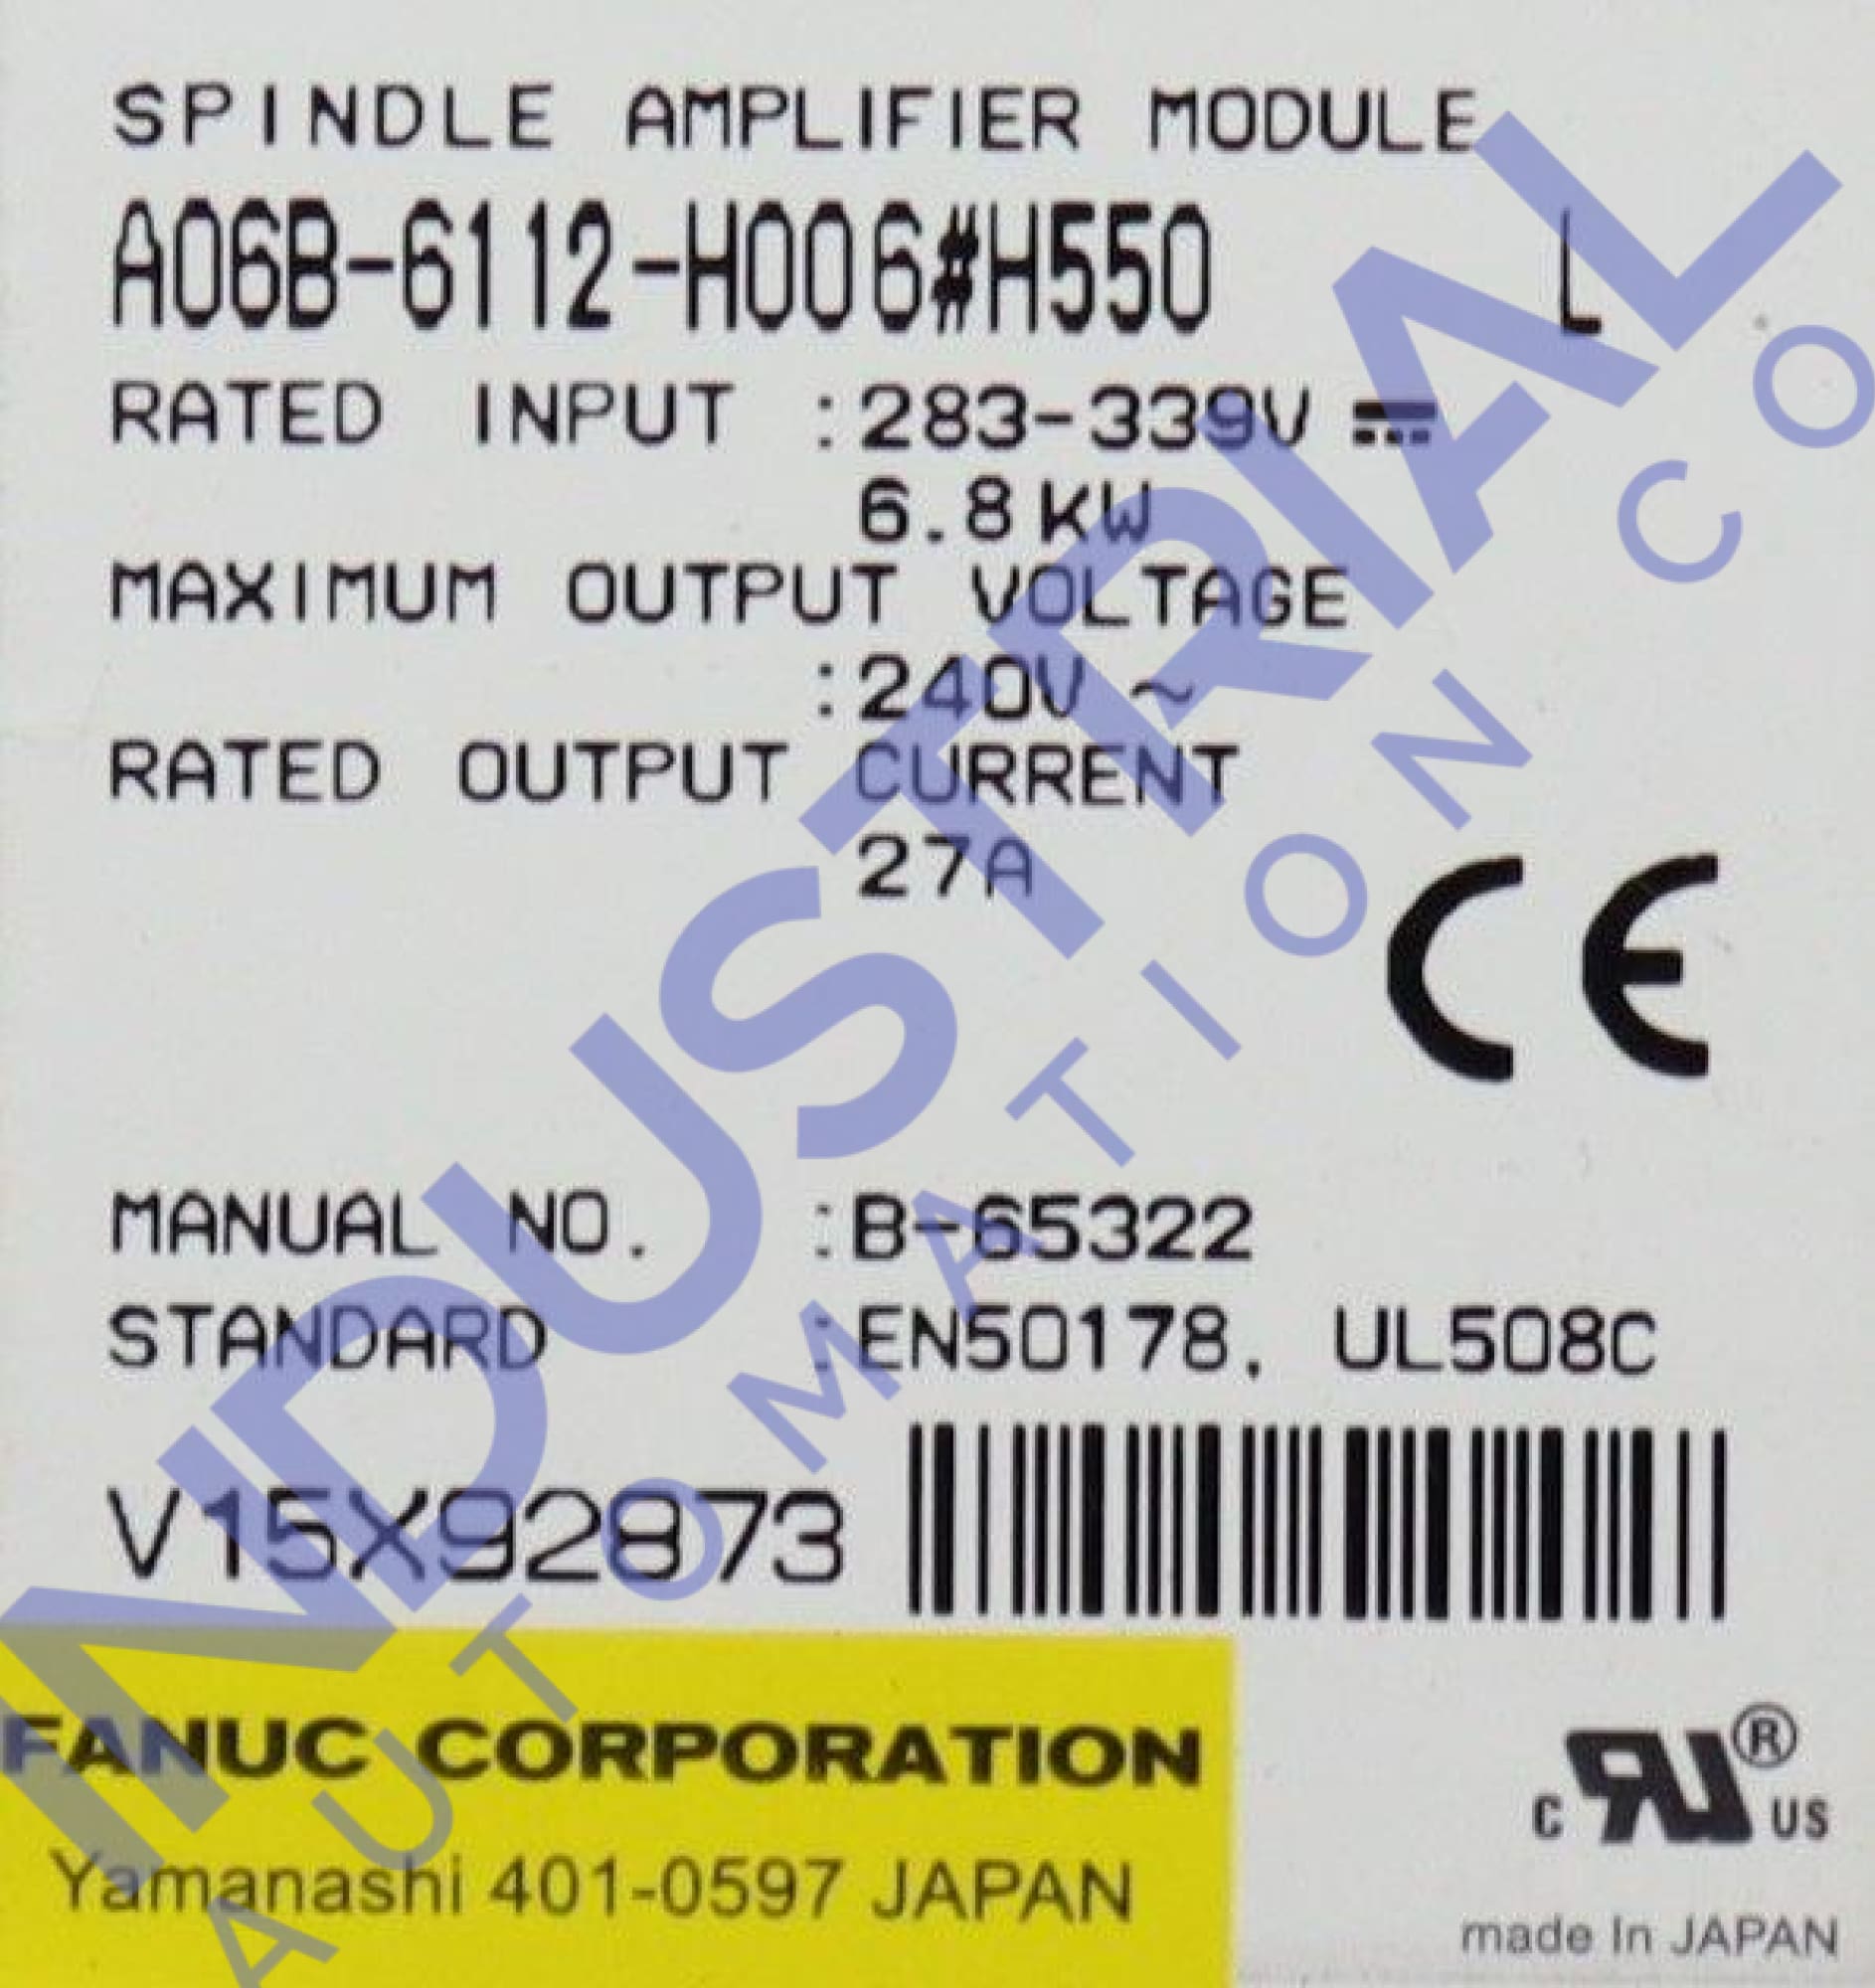 SPINDLE AMPLIFIER MODULE
A06B-6112-H006#H550 L
RATED INPUT :283-339V ⎓
6.8KW
MAXIMUM OUTPUT VOLTAGE
:240V ~
RATED OUTPUT CURRENT
27A
CE
MANUAL NO. :B-65322
STANDARD :EN50178, UL508C
V15X92873
FANUC CORPORATION
Yamanashi 401-0597 JAPAN
c RU ® US
made In JAPAN
INDUSTRIAL
AUTOMATION CO